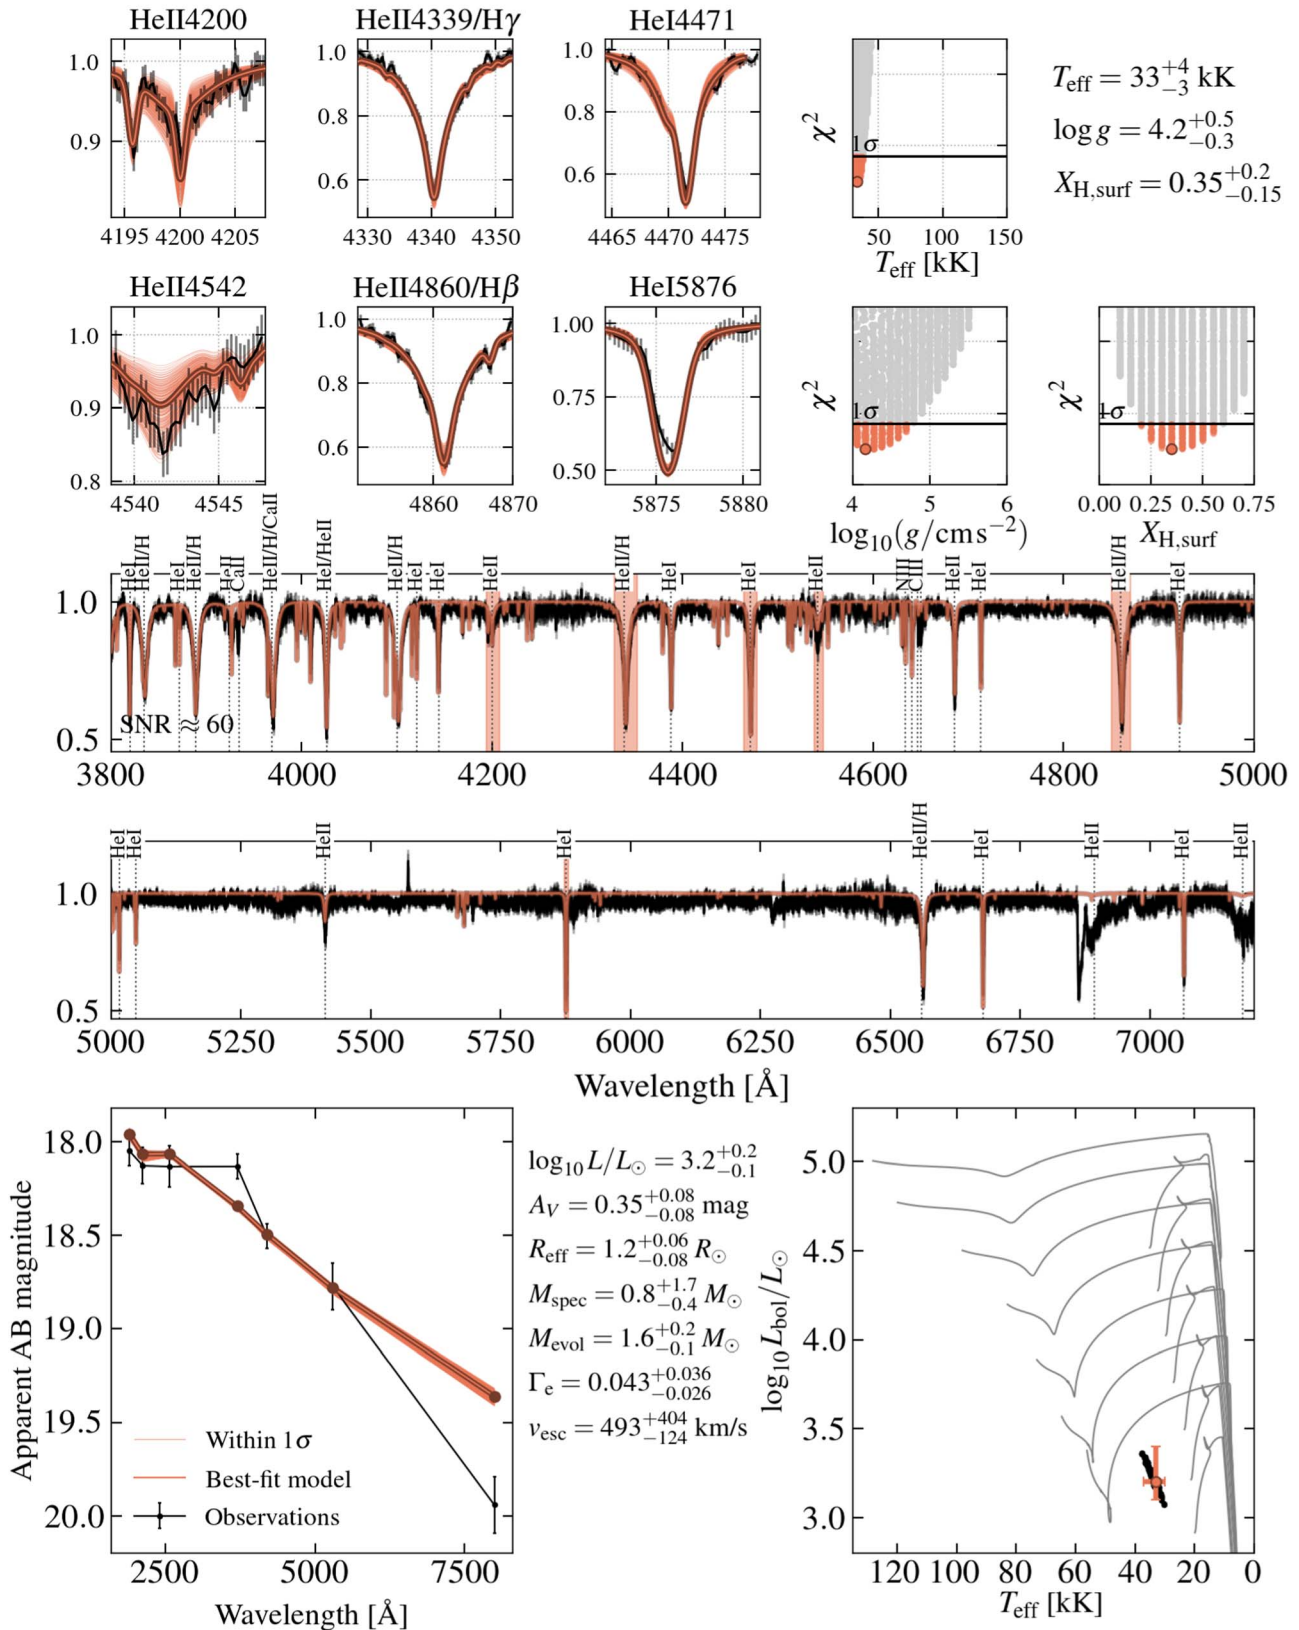 HeII4200
HeII4339/Hγ
HeI4471
1.0
0.9
4195 4200 4205
1.0
0.8
0.6
4330 4340 4350
1.0
0.8
0.6
4465 4470 4475
χ²
1σ
50 100 150
T_eff [kK]
T_eff = 33^{+4}_{−3} kK
log g = 4.2^{+0.5}_{−0.3}
X_{H,surf} = 0.35^{+0.2}_{−0.15}
HeII4542
HeII4860/Hβ
HeI5876
1.0
0.9
0.8
4540 4545
1.0
0.8
0.6
4860 4870
1.00
0.75
0.50
5875 5880
χ²
1σ
4 5 6
log₁₀(g/cm s⁻²)
χ²
1σ
0.00 0.25 0.50 0.75
X_{H,surf}
HeI
HeII/H
HeI
HeII/H
HeII
CaII
HeII/H/CaII
HeI/HeII
HeII/H
HeI
HeI
HeII
HeII/H
HeI
HeI
HeII
NIII
CIII
HeII
HeI
HeII/H
HeI
1.0
0.5
SNR ≈ 60
3800 4000 4200 4400 4600 4800 5000
HeI
HeI
HeII
HeI
HeII/H
HeI
HeII
HeI
HeII
1.0
0.5
5000 5250 5500 5750 6000 6250 6500 6750 7000
Wavelength [Å]
Apparent AB magnitude
18.0
18.5
19.0
19.5
20.0
Within 1σ
Best-fit model
Observations
2500 5000 7500
Wavelength [Å]
log₁₀ L/L_⊙ = 3.2^{+0.2}_{−0.1}
A_V = 0.35^{+0.08}_{−0.08} mag
R_eff = 1.2^{+0.06}_{−0.08} R_⊙
M_spec = 0.8^{+1.7}_{−0.4} M_⊙
M_evol = 1.6^{+0.2}_{−0.1} M_⊙
Γ_e = 0.043^{+0.036}_{−0.026}
v_esc = 493^{+404}_{−124} km/s
log₁₀ L_bol/L_⊙
5.0
4.5
4.0
3.5
3.0
120 100 80 60 40 20 0
T_eff [kK]